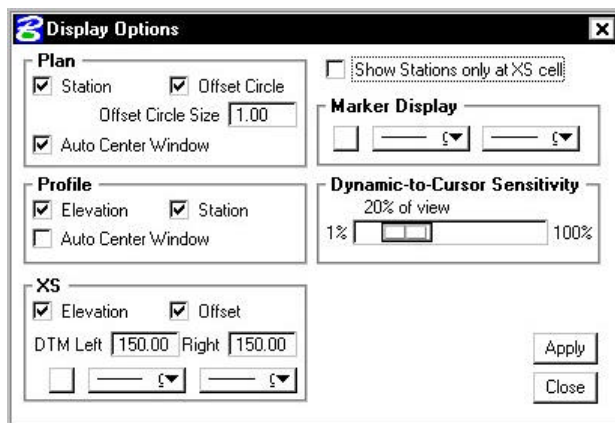 Display Options
Plan
Station
Offset Circle
Offset Circle Size 1.00
Auto Center Window
Show Stations only at XS cell
Marker Display
Profile
Elevation
Station
Auto Center Window
Dynamic-to-Cursor Sensitivity
20% of view
1%
100%
XS
Elevation
Offset
DTM Left 150.00 Right 150.00
Apply
Close